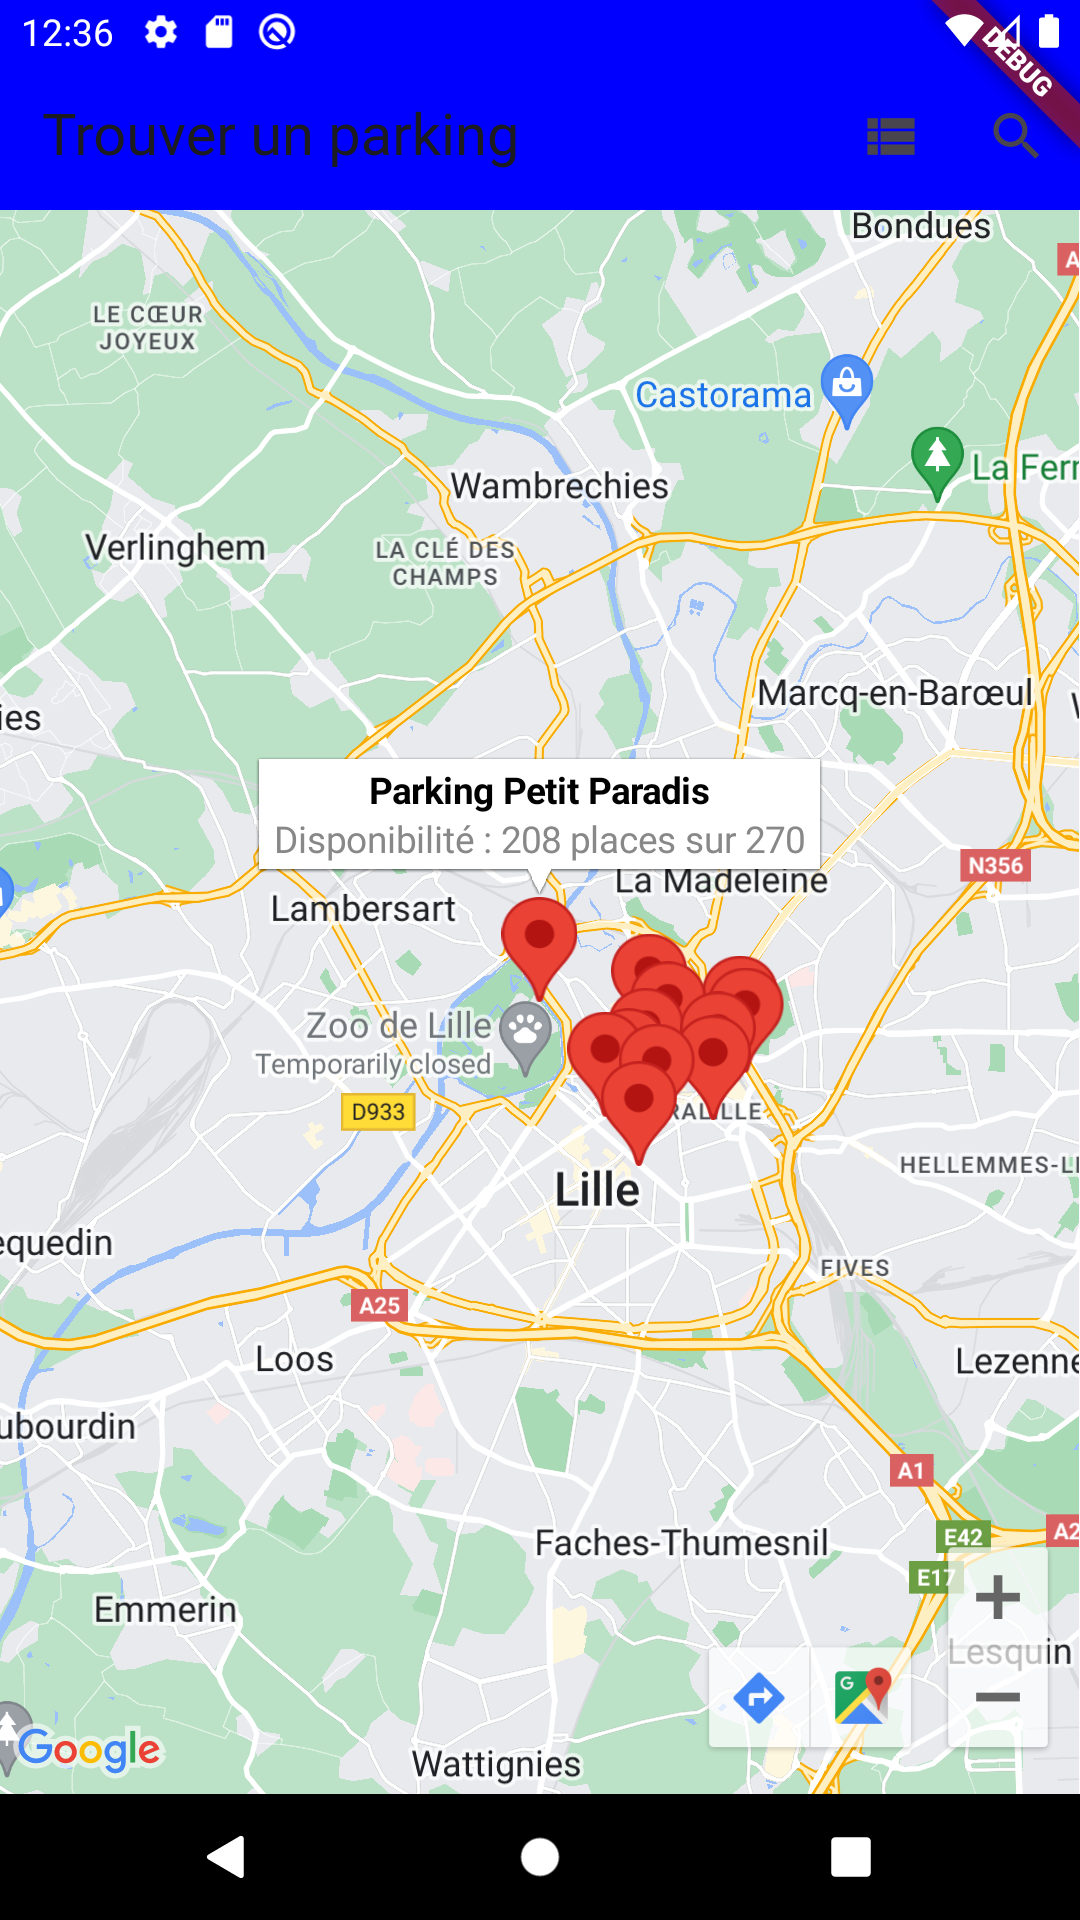 12:36
DEBUG
Trouver un parking
Bondues
LE CŒUR
JOYEUX
Castorama
La Fer
Wambrechies
Verlinghem
LA CLÉ DES
CHAMPS
Marcq-en-Barœul
ies
Parking Petit Paradis
Disponibilité : 208 places sur 270
N356
La Madeleine
Lambersart
Zoo de Lille
Temporarily closed
D933
RALILLE
HELLEMMES-LI
Lille
equedin
FIVES
A25
Loos
Lezenne
ubourdin
A1
Faches-Thumesnil
E42
A2
E17
Emmerin
Lesquin
G
Google
Wattignies